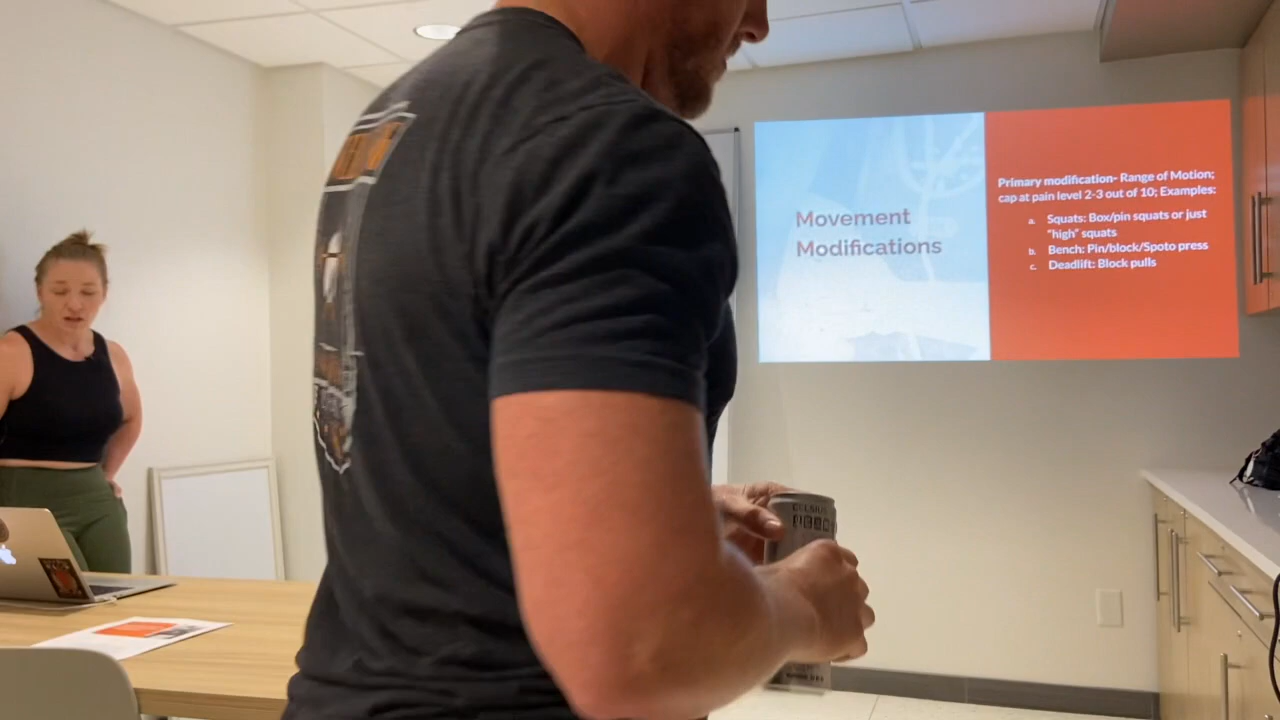 Movement
Modifications
Primary modification- Range of Motion;
cap at pain level 2-3 out of 10; Examples:
a. Squats: Box/pin squats or just
"high" squats
b. Bench: Pin/block/Spoto press
c. Deadlift: Block pulls
CELSIUS